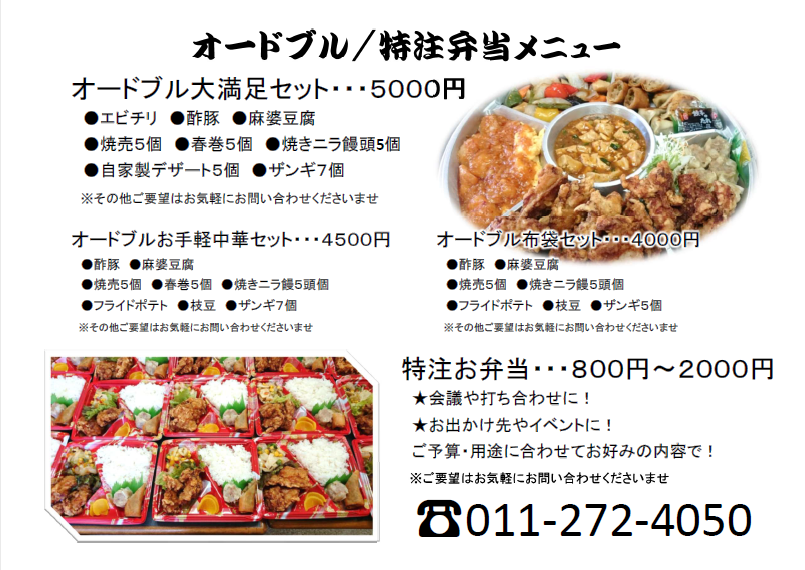 オードブル／特注弁当メニュー
オードブル大満足セット・・・5000円
●エビチリ ●酢豚 ●麻婆豆腐
●焼売5個 ●春巻5個 ●焼きニラ饅頭5個
●自家製デザート5個 ●ザンギ7個
※その他ご要望はお気軽にお問い合わせくださいませ
オードブルお手軽中華セット・・・4500円
●酢豚 ●麻婆豆腐
●焼売5個 ●春巻5個 ●焼きニラ饅5頭個
●フライドポテト ●枝豆 ●ザンギ7個
※その他ご要望はお気軽にお問い合わせくださいませ
オードブル布袋セット・・・4000円
●酢豚 ●麻婆豆腐
●焼売5個 ●焼きニラ饅5頭個
●フライドポテト ●枝豆 ●ザンギ5個
※その他ご要望はお気軽にお問い合わせくださいませ
特注お弁当・・・800円～2000円
★会議や打ち合わせに！
★お出かけ先やイベントに！
ご予算・用途に合わせてお好みの内容で！
※ご要望はお気軽にお問い合わせくださいませ
☎011-272-4050